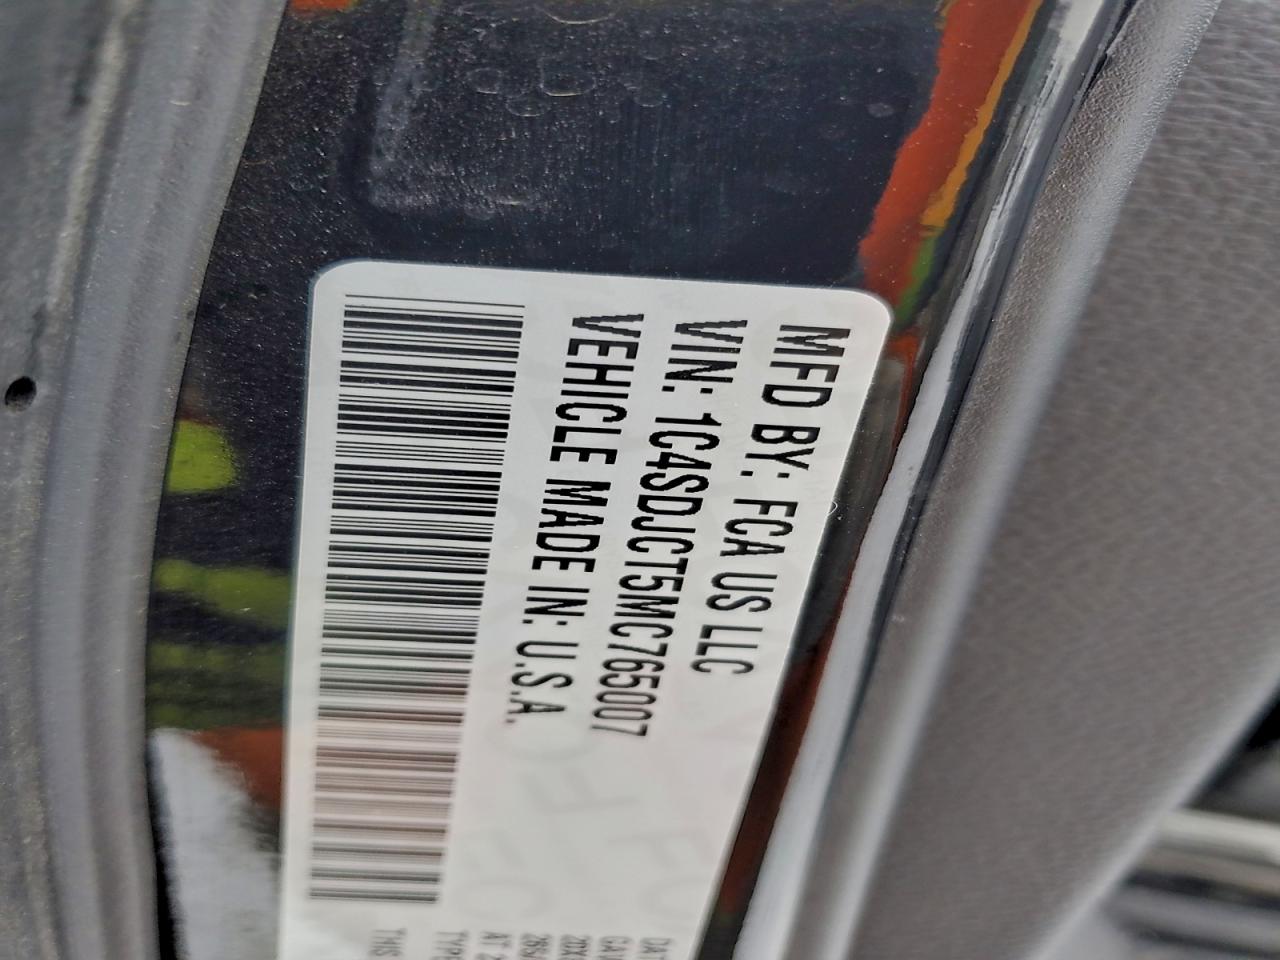 MFD BY: FCA US LLC
VIN: 1C4SDJCT5MC765007
VEHICLE MADE IN: U.S.A.